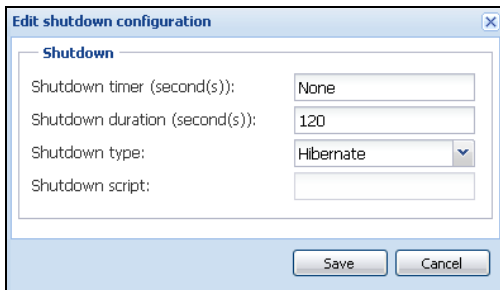 Edit shutdown configuration
Shutdown
Shutdown timer (second(s)): None
Shutdown duration (second(s)): 120
Shutdown type: Hibernate
Shutdown script:
Save Cancel